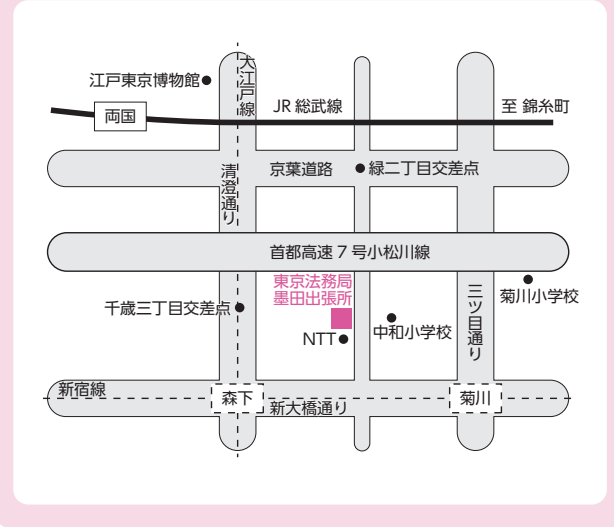 江戸東京博物館
大江戸線
JR 総武線
至 錦糸町
両国
清澄通り
京葉道路
緑二丁目交差点
首都高速 7 号小松川線
東京法務局
墨田出張所
三ツ目通り
菊川小学校
千歳三丁目交差点
NTT
中和小学校
新宿線
森下
新大橋通り
菊川